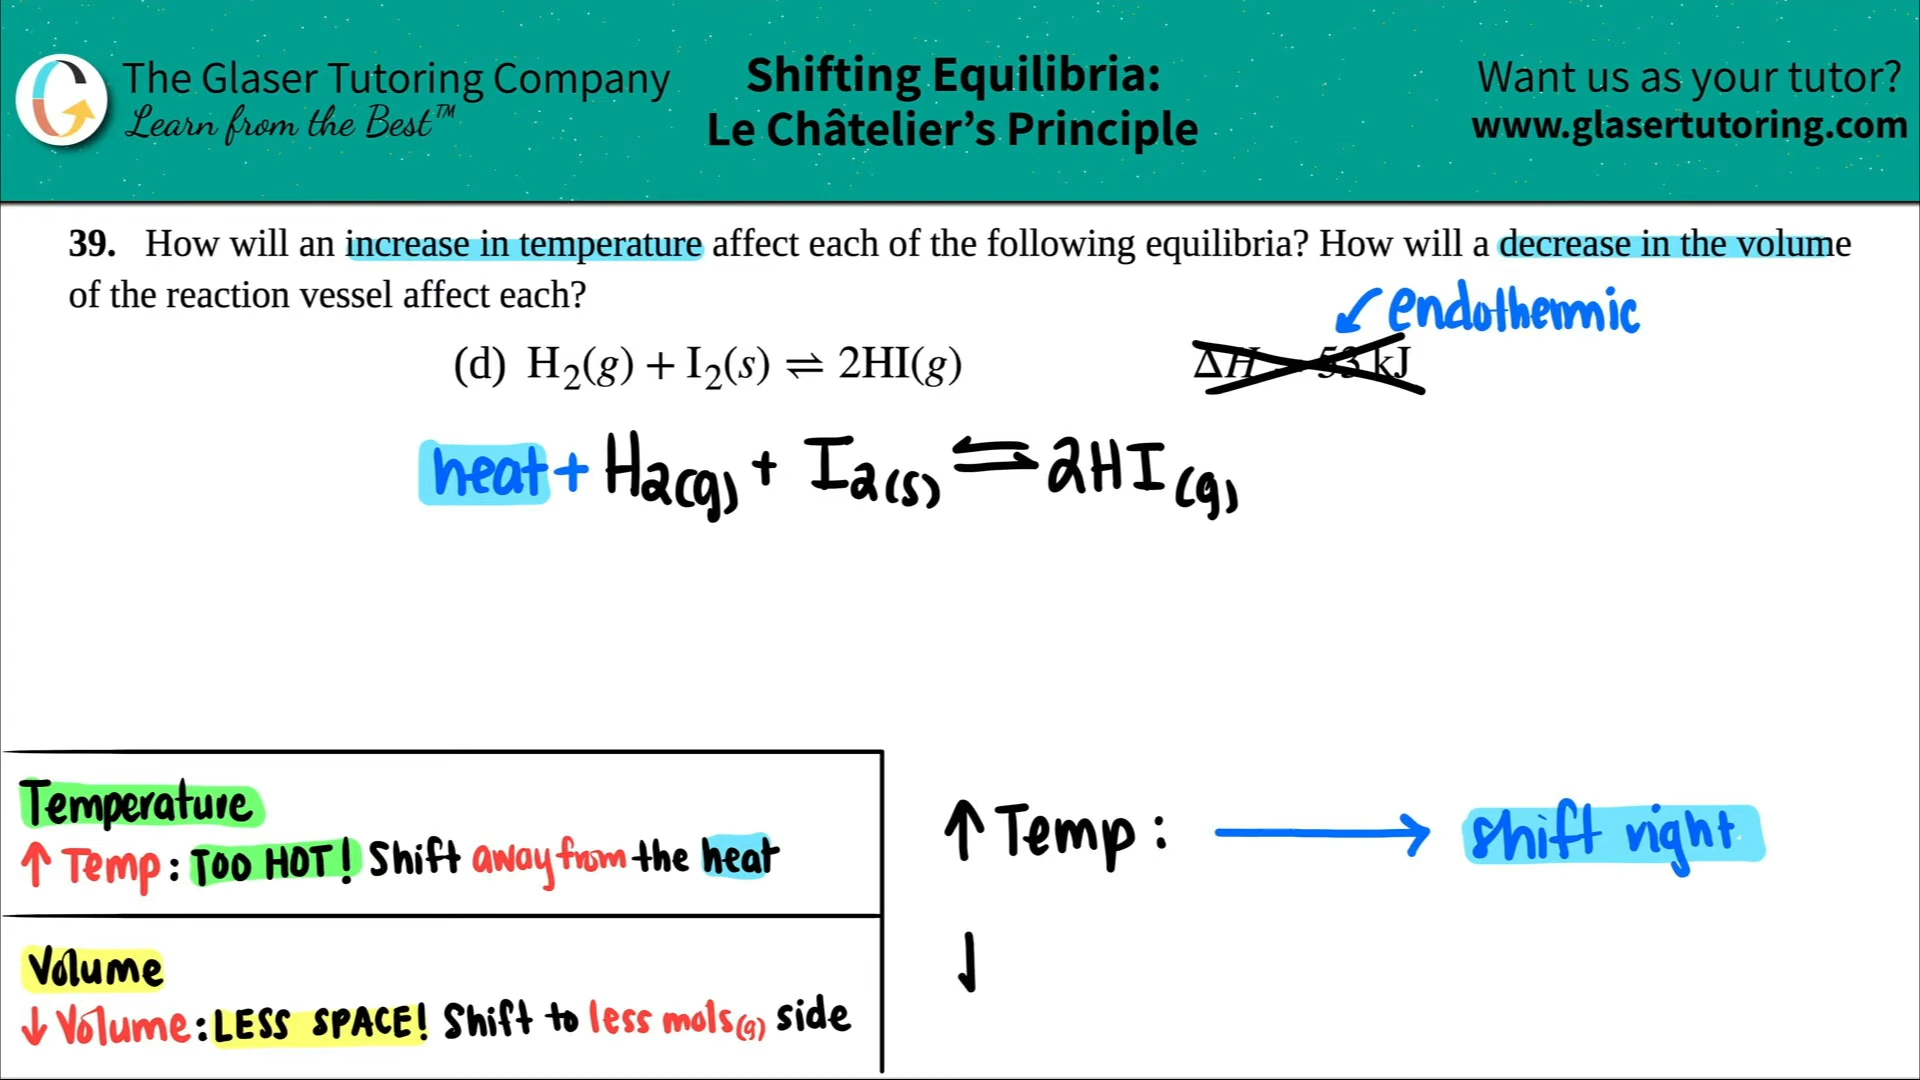 The Glaser Tutoring Company
Learn from the Best™
Shifting Equilibria:
Le Châtelier’s Principle
Want us as your tutor?
www.glasertutoring.com
39. How will an increase in temperature affect each of the following equilibria? How will a decrease in the volume
of the reaction vessel affect each?
endothermic
(d) H₂(g) + I₂(s) ⇌ 2HI(g) ΔH = 53 kJ
heat + H₂(g) + I₂(s) ⇌ 2HI(g)
Temperature
↑ Temp: TOO HOT! Shift away from the heat
Volume
↓ Volume: LESS SPACE! Shift to less mols(g) side
↑ Temp: → shift right
↓